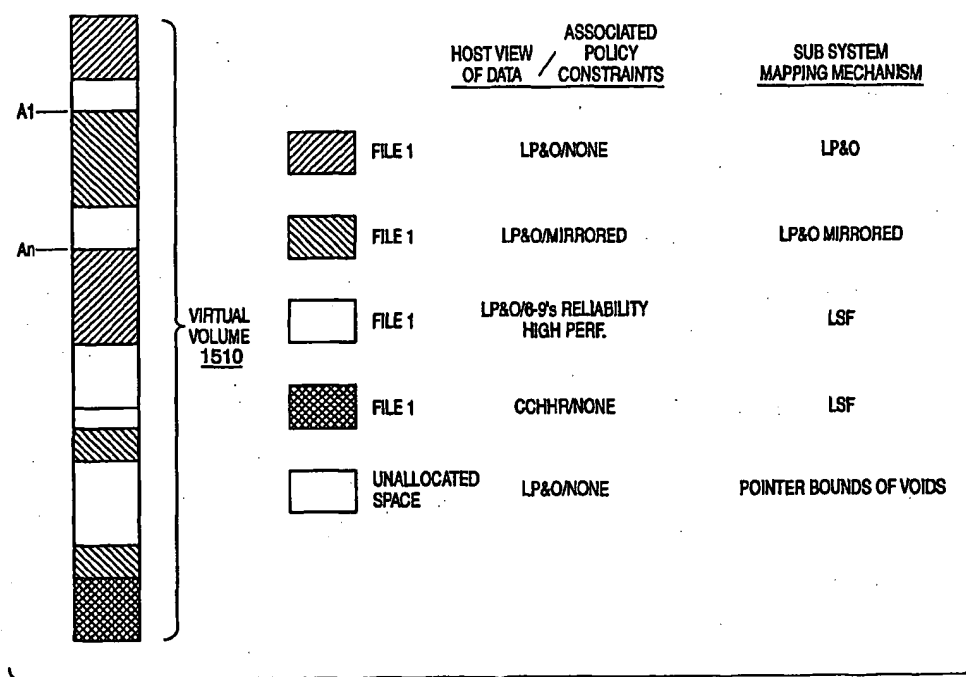 HOST VIEW OF DATA / ASSOCIATED POLICY CONSTRAINTS
SUB SYSTEM MAPPING MECHANISM
A1
An
VIRTUAL VOLUME 1510
FILE 1 LP&O/NONE LP&O
FILE 1 LP&O/MIRRORED LP&O MIRRORED
FILE 1 LP&O/6-9's RELIABILITY HIGH PERF. LSF
FILE 1 CCHHR/NONE LSF
UNALLOCATED SPACE LP&O/NONE POINTER BOUNDS OF VOIDS